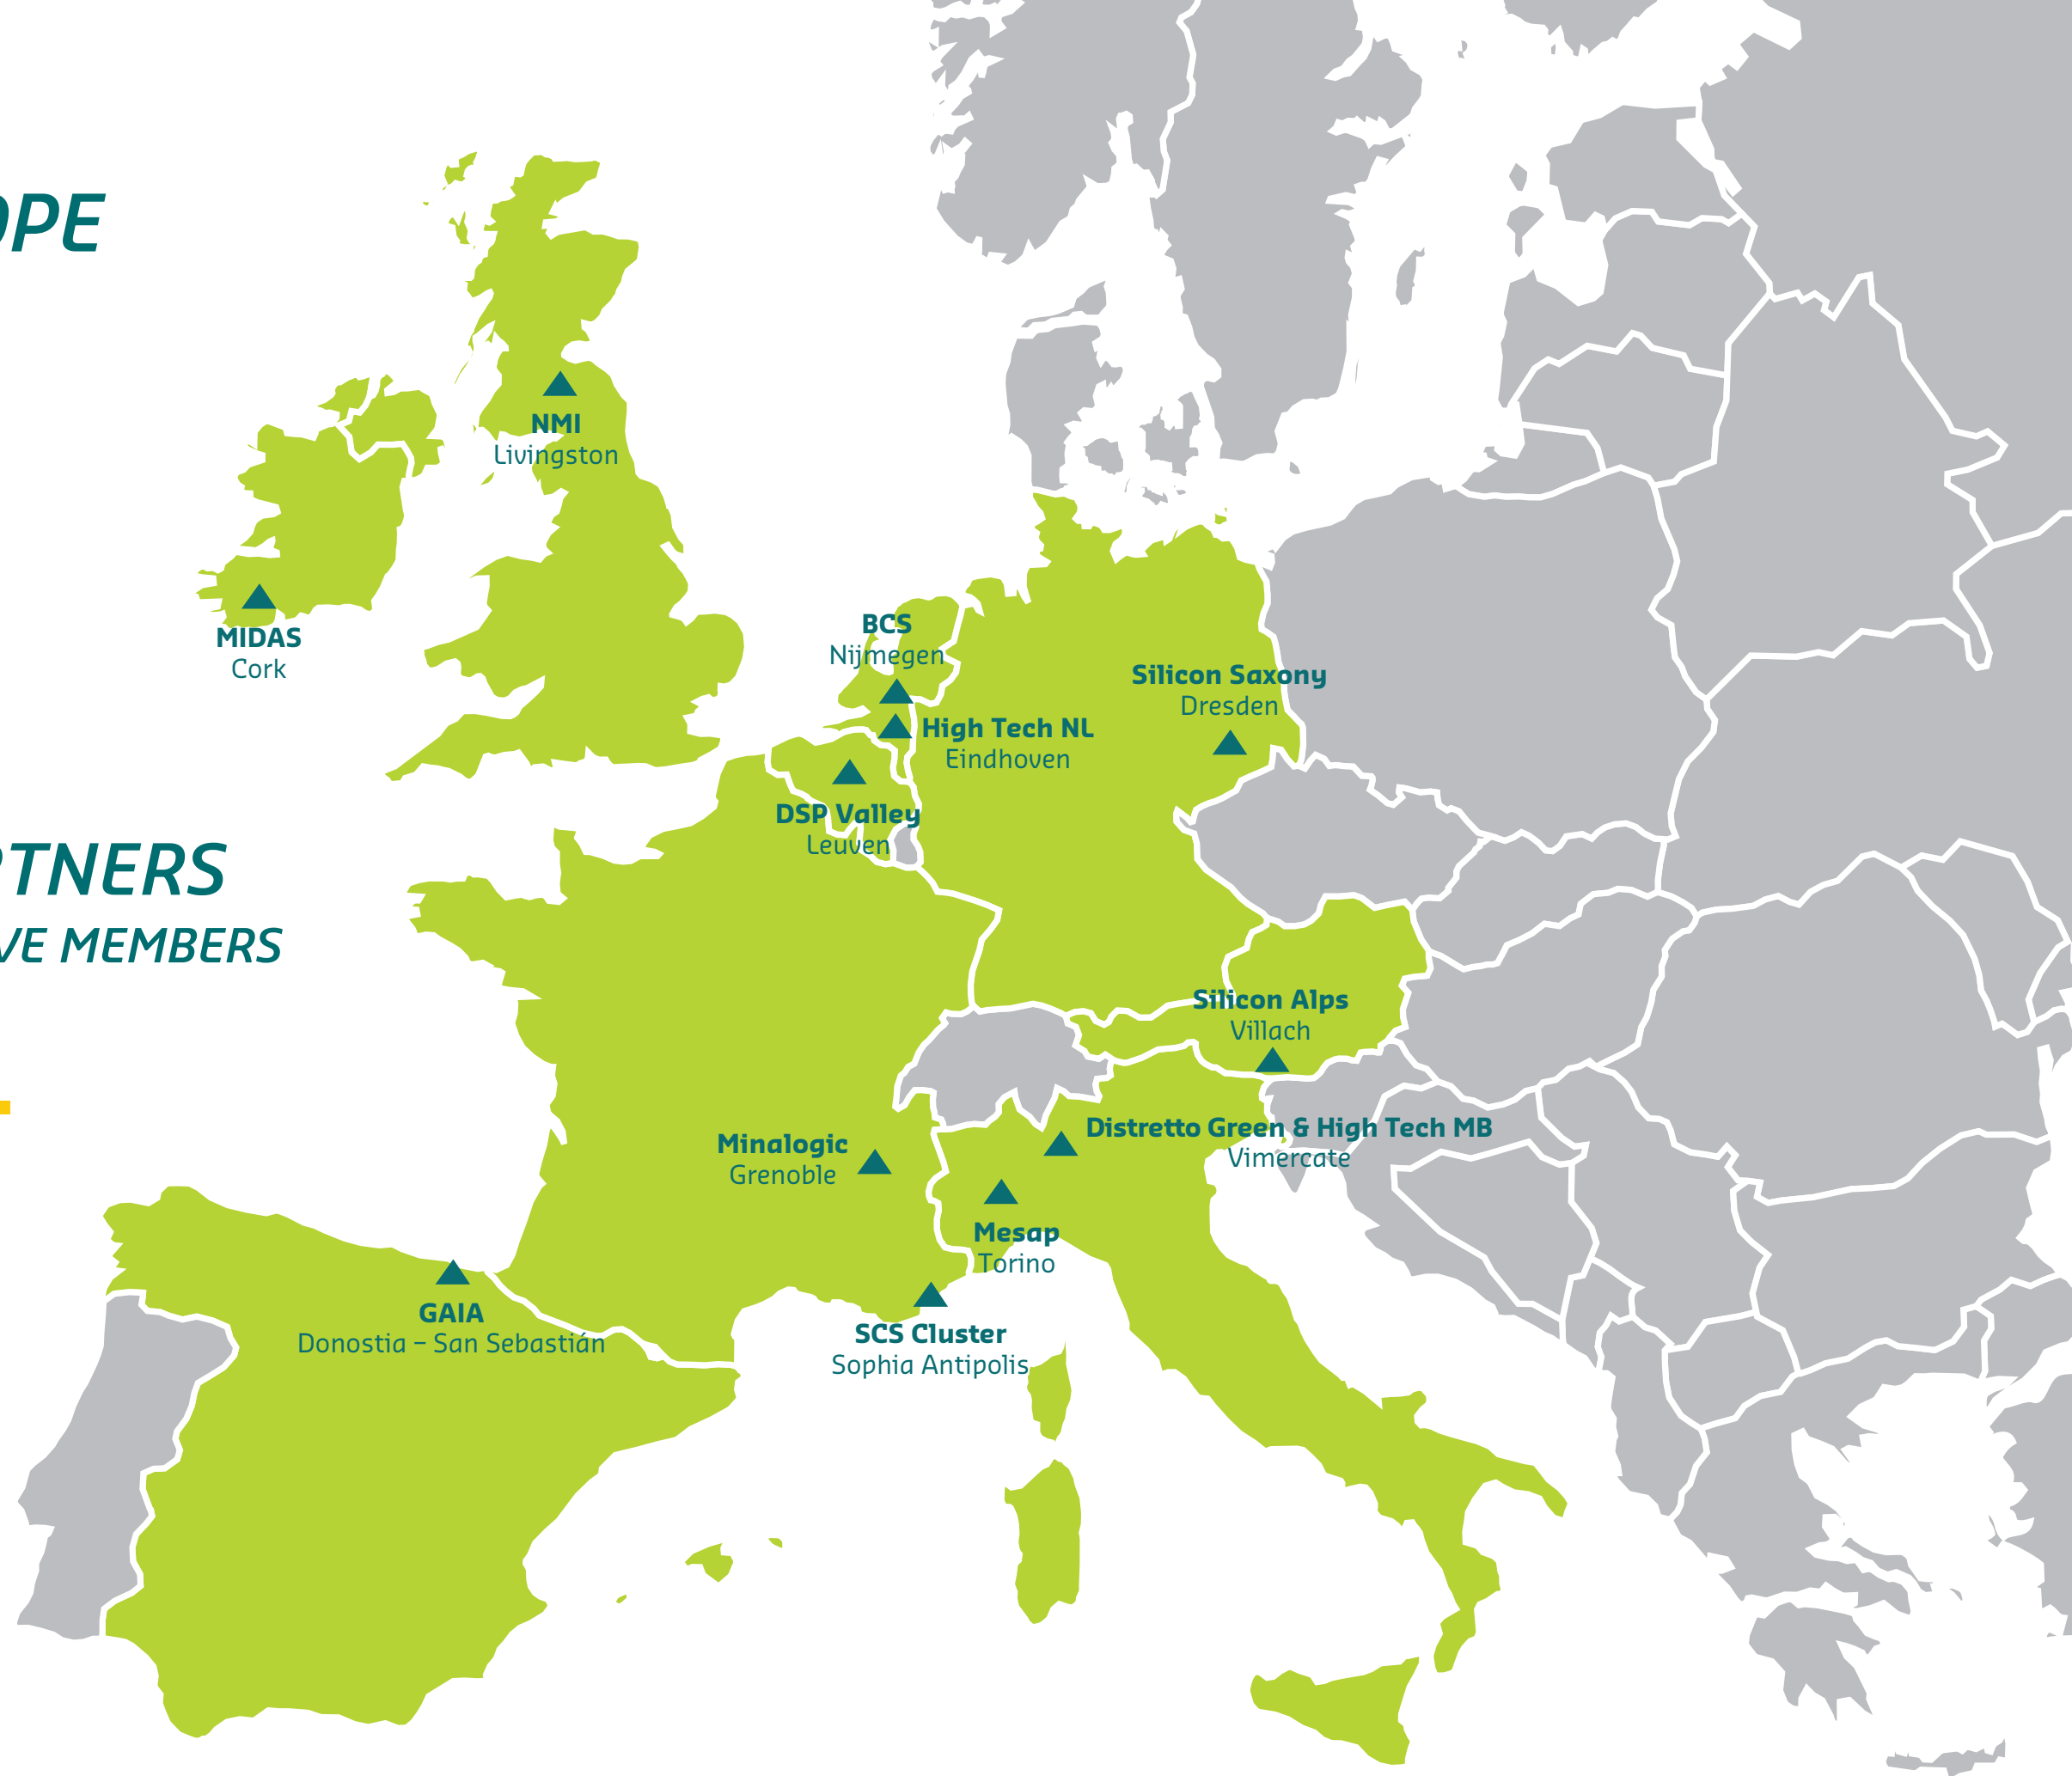 OPE
NMI
Livingston
MIDAS
Cork
BCS
Nijmegen
Silicon Saxony
Dresden
High Tech NL
Eindhoven
DSP Valley
Leuven
RTNERS
VE MEMBERS
Silicon Alps
Villach
Distretto Green & High Tech MB
Vimercate
Minalogic
Grenoble
Mesap
Torino
GAIA
Donostia – San Sebastián
SCS Cluster
Sophia Antipolis